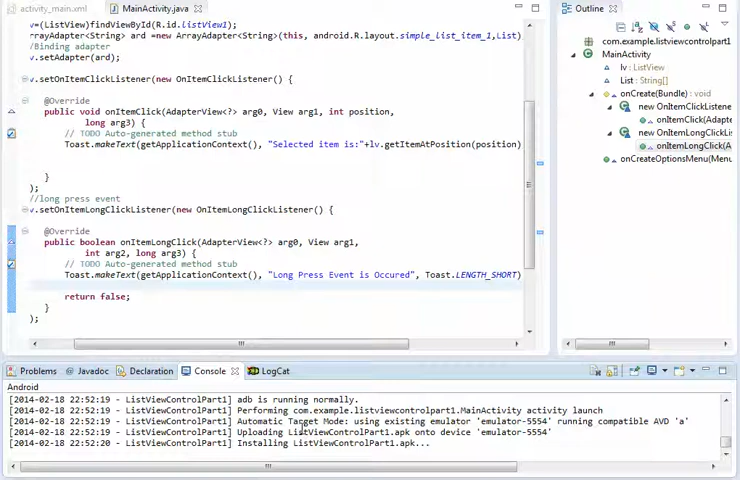 activity_main.xml
MainActivity.java
v=(ListView)findViewById(R.id.listView1);
rrayAdapter<String> ard =new ArrayAdapter<String>(this, android.R.layout.simple_list_item_1,List)
//Binding adapter
v.setAdapter(ard);
v.setOnItemClickListener(new OnItemClickListener() {
@Override
public void onItemClick(AdapterView<?> arg0, View arg1, int position,
long arg3) {
// TODO Auto-generated method stub
Toast.makeText(getApplicationContext(), "Selected item is:"+lv.getItemAtPosition(position)
}
);
//long press event
v.setOnItemLongClickListener(new OnItemLongClickListener() {
@Override
public boolean onItemLongClick(AdapterView<?> arg0, View arg1,
int arg2, long arg3) {
// TODO Auto-generated method stub
Toast.makeText(getApplicationContext(), "Long Press Event is Occured", Toast.LENGTH_SHORT)
return false;
}
);
Outline
com.example.listviewcontrolpart1
MainActivity
lv : ListView
List : String[]
onCreate(Bundle) : void
new OnItemClickListene
onItemClick(Adapte
new OnItemLongClickLi
onItemLongClick(A
onCreateOptionsMenu(Menu
Problems
Javadoc
Declaration
Console
LogCat
Android
[2014-02-18 22:52:19 - ListViewControlPart1] adb is running normally.
[2014-02-18 22:52:19 - ListViewControlPart1] Performing com.example.listviewcontrolpart1.MainActivity activity launch
[2014-02-18 22:52:19 - ListViewControlPart1] Automatic Target Mode: using existing emulator 'emulator-5554' running compatible AVD 'a'
[2014-02-18 22:52:19 - ListViewControlPart1] Uploading ListViewControlPart1.apk onto device 'emulator-5554'
[2014-02-18 22:52:20 - ListViewControlPart1] Installing ListViewControlPart1.apk...